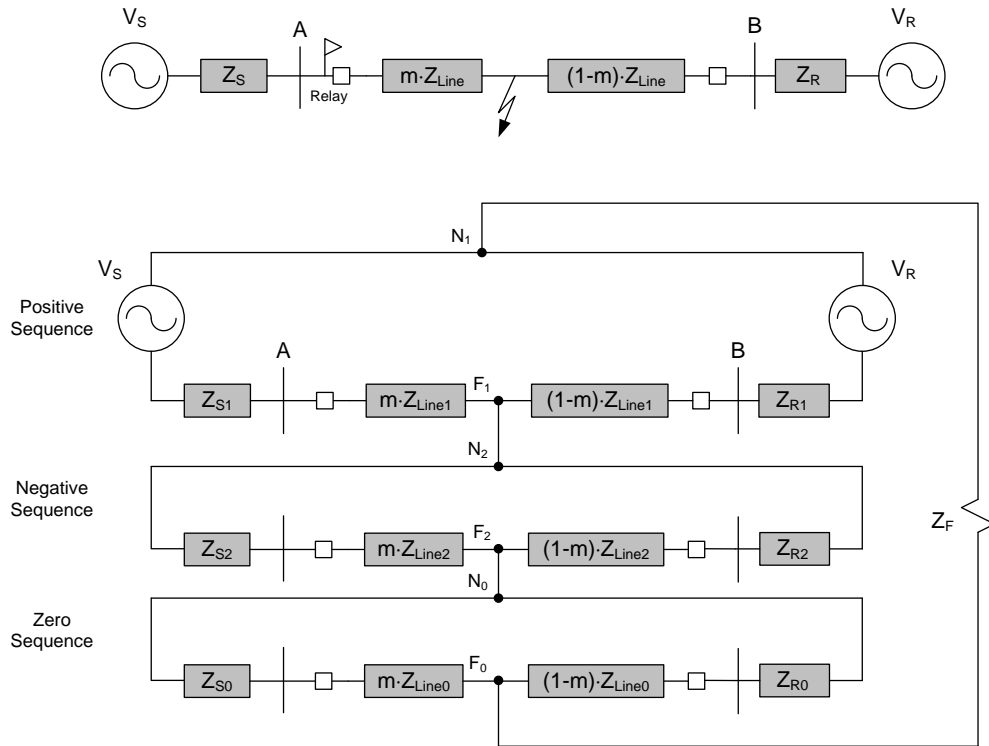 V_S A B V_R
Z_S m·Z_Line (1-m)·Z_Line Z_R
Relay
N_1
V_S V_R
Positive
Sequence
A B
Z_S1 m·Z_Line1 F_1 (1-m)·Z_Line1 Z_R1
N_2
Negative
Sequence
Z_S2 m·Z_Line2 F_2 (1-m)·Z_Line2 Z_R2
Z_F
N_0
Zero
Sequence
Z_S0 m·Z_Line0 F_0 (1-m)·Z_Line0 Z_R0